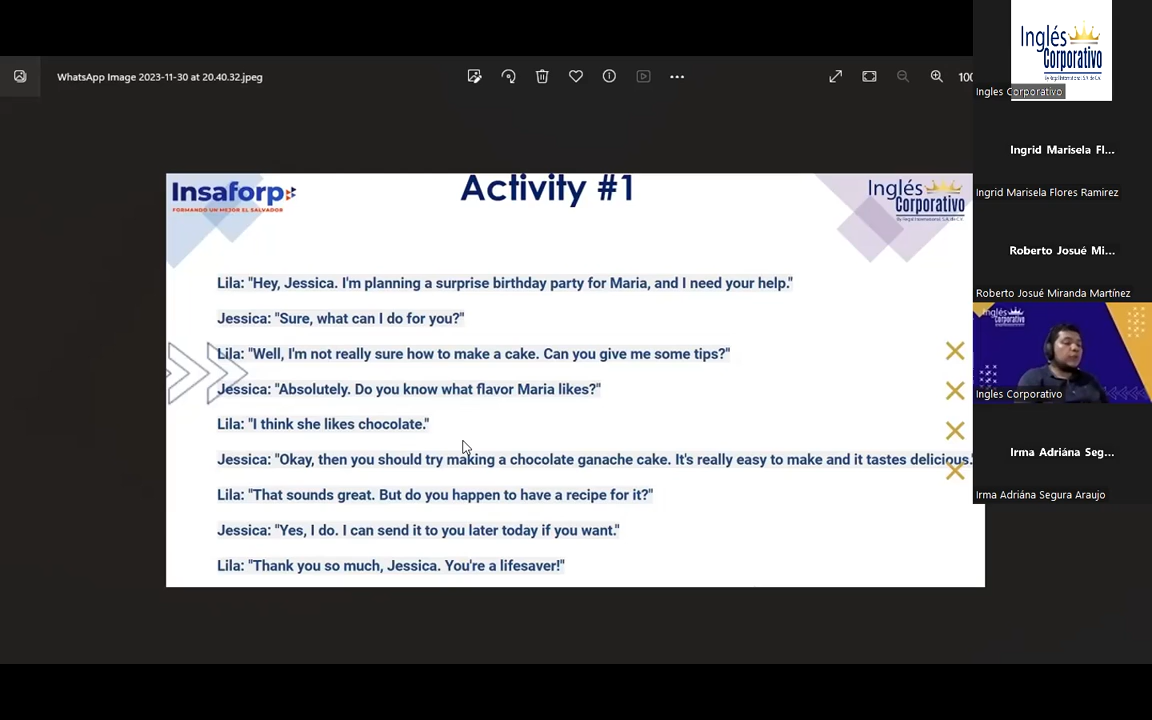 WhatsApp Image 2023-11-30 at 20.40.32.jpeg
100
Insaforp
FORMANDO UN MEJOR EL SALVADOR
Activity #1
Inglés
Corporativo
Lila: "Hey, Jessica. I'm planning a surprise birthday party for Maria, and I need your help."
Jessica: "Sure, what can I do for you?"
Lila: "Well, I'm not really sure how to make a cake. Can you give me some tips?"
Jessica: "Absolutely. Do you know what flavor Maria likes?"
Lila: "I think she likes chocolate."
Jessica: "Okay, then you should try making a chocolate ganache cake. It's really easy to make and it tastes delicious."
Lila: "That sounds great. But do you happen to have a recipe for it?"
Jessica: "Yes, I do. I can send it to you later today if you want."
Lila: "Thank you so much, Jessica. You're a lifesaver!"
Inglés
Corporativo
Ingles Corporativo
Ingrid Marisela Fl...
Ingrid Marisela Flores Ramirez
Roberto Josué Mi...
Roberto Josué Miranda Martínez
Inglés
Corporativo
Ingles Corporativo
Irma Adriána Seg...
Irma Adriána Segura Araujo